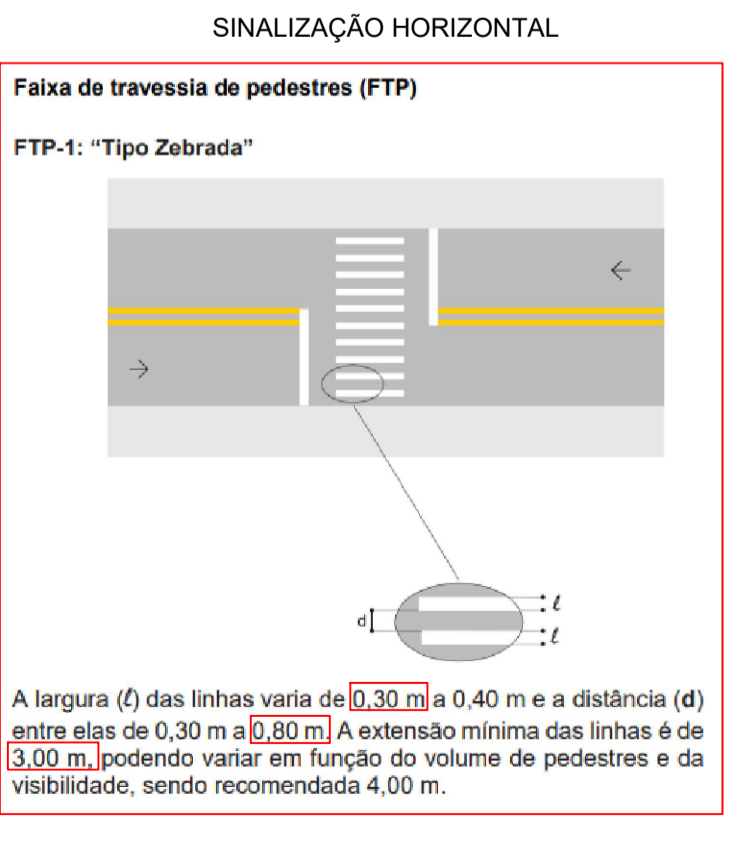 SINALIZAÇÃO HORIZONTAL
Faixa de travessia de pedestres (FTP)
FTP-1: “Tipo Zebrada”
ℓ
d
ℓ
A largura (ℓ) das linhas varia de 0,30 m a 0,40 m e a distância (d)
entre elas de 0,30 m a 0,80 m. A extensão mínima das linhas é de
3,00 m, podendo variar em função do volume de pedestres e da
visibilidade, sendo recomendada 4,00 m.